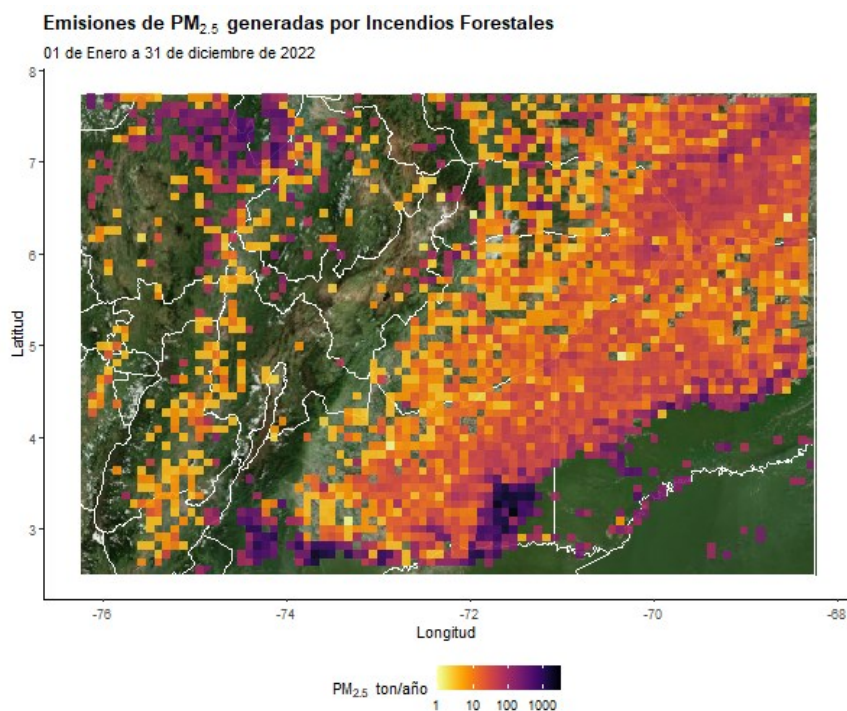 Emisiones de PM2.5 generadas por Incendios Forestales
01 de Enero a 31 de diciembre de 2022
8
7
6
5
4
3
Latitud
-76 -74 -72 -70 -68
Longitud
PM2.5 ton/año
1 10 100 1000